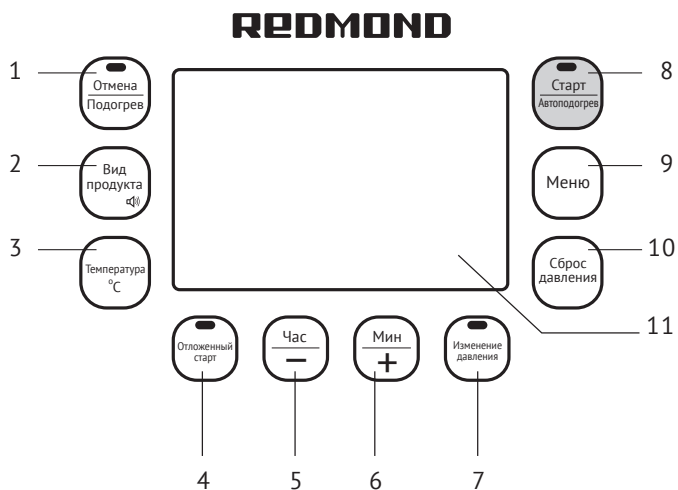 REDMOND
1
Отмена
Подогрев
2
Вид
продукта
3
Температура
°C
8
Старт
Автоподогрев
9
Меню
10
Сброс
давления
11
Отложенный
старт
Час
−
Мин
+
Изменение
давления
4
5
6
7